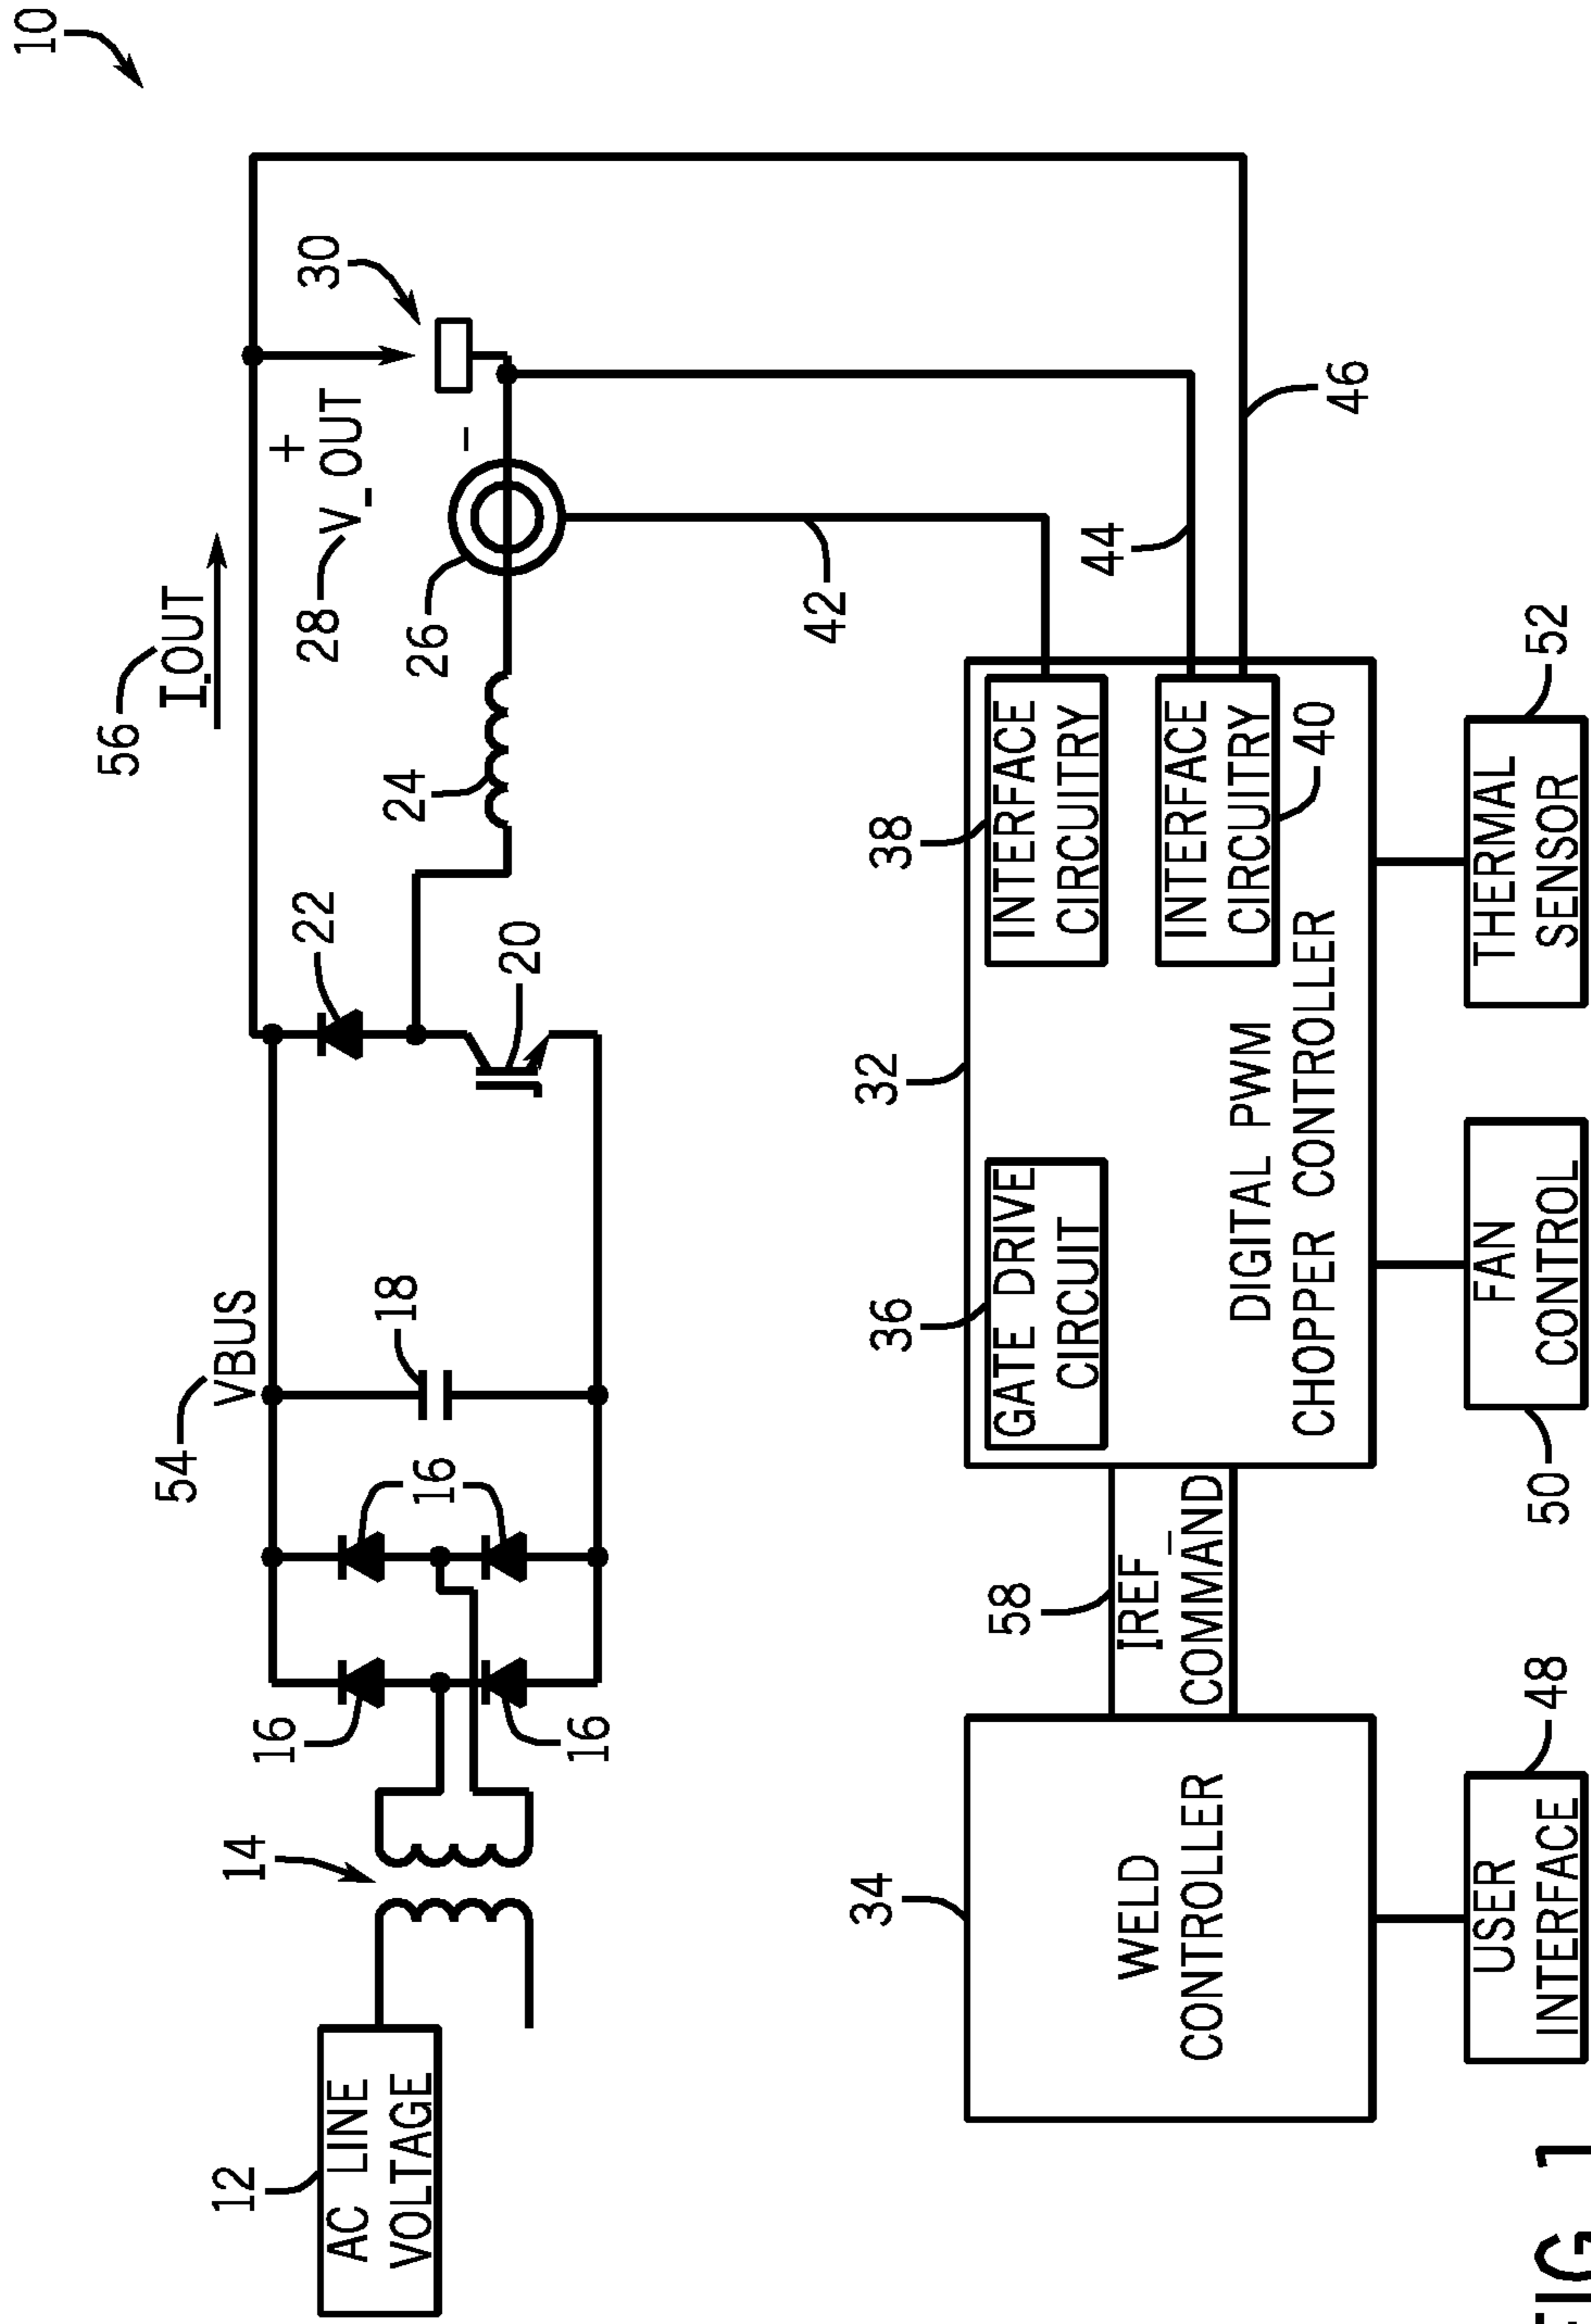 10
56
I_OUT
54
VBUS
12
AC LINE
VOLTAGE
14
16
16
16
18
22
20
24
26
28
+
V_OUT
-
30
34
WELD
CONTROLLER
58
IREF_
COMMAND
32
36
GATE DRIVE
CIRCUIT
DIGITAL PWM
CHOPPER CONTROLLER
38
INTERFACE
CIRCUITRY
INTERFACE
CIRCUITRY
40
42
44
46
48
USER
INTERFACE
50
FAN
CONTROL
52
THERMAL
SENSOR
FIG 1